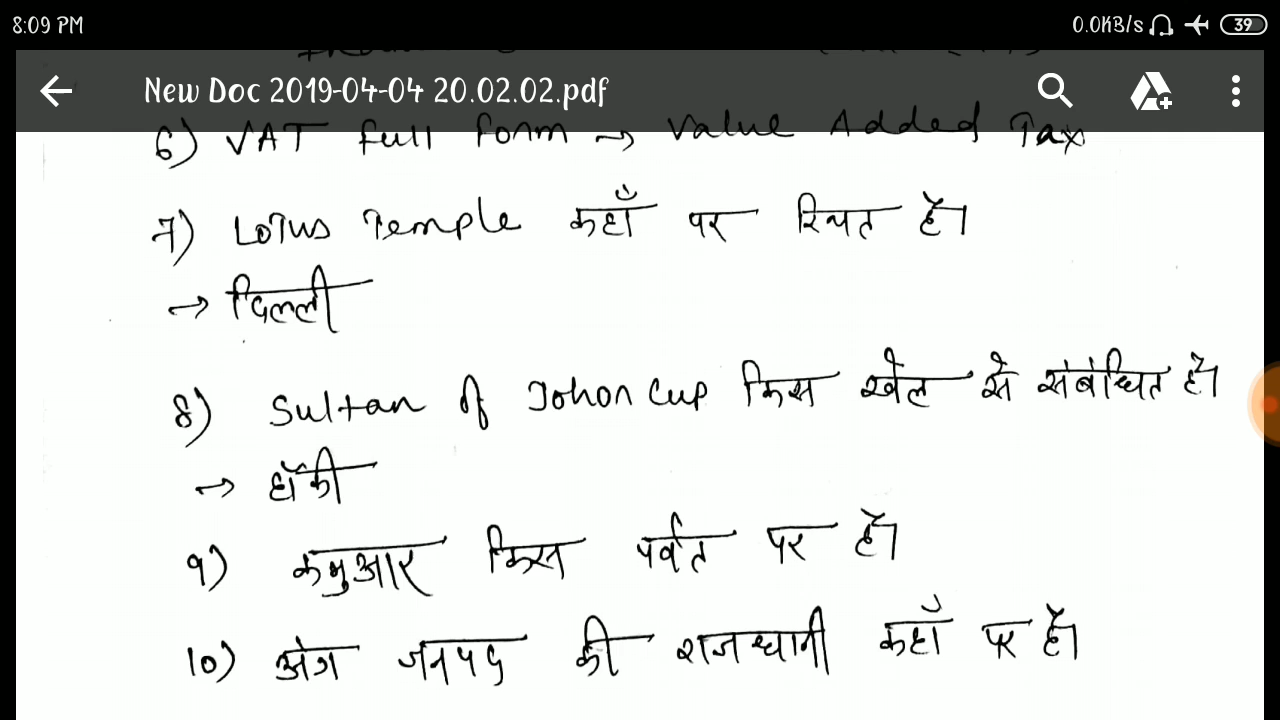 8:09 PM 0.0KB/s 39
New Doc 2019-04-04 20.02.02.pdf
6) VAT full form → Value Added Tax
7) Lotus Temple कहाँ पर स्थित है।
→ दिल्ली
8) Sultan of Johor Cup किस खेल से संबंधित है।
→ हॉकी
9) किस पर्वत पर है।
10) अंग जनपद की राजधानी कहाँ पर है।